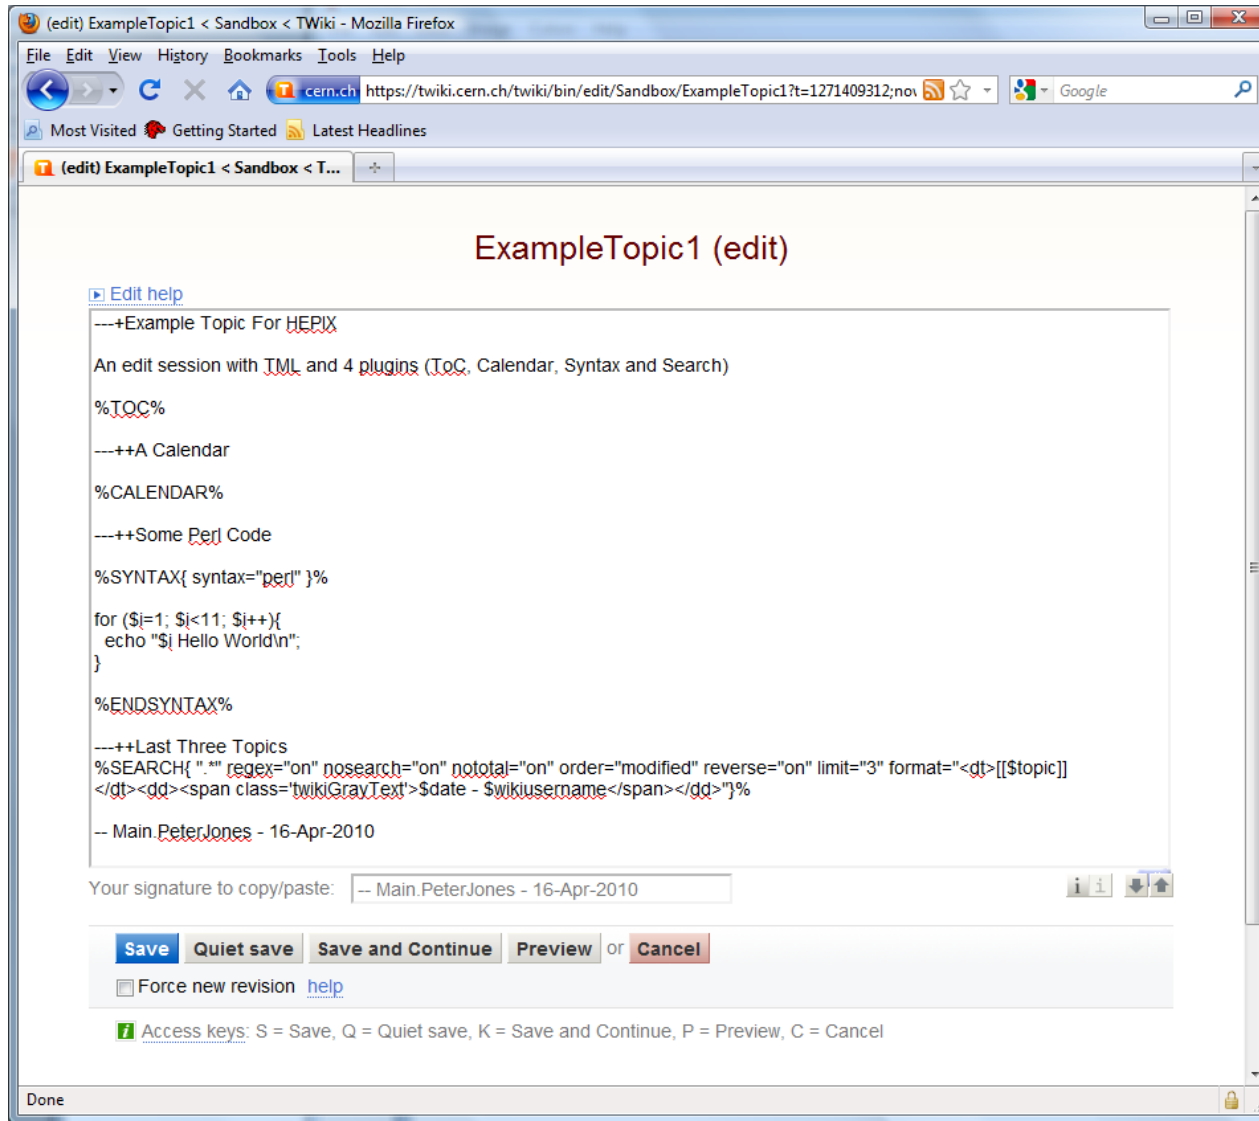 (edit) ExampleTopic1 < Sandbox < TWiki - Mozilla Firefox
File Edit View History Bookmarks Tools Help
cern.ch https://twiki.cern.ch/twiki/bin/edit/Sandbox/ExampleTopic1?t=1271409312;nov Google
Most Visited Getting Started Latest Headlines
(edit) ExampleTopic1 < Sandbox < T...
ExampleTopic1 (edit)
Edit help
---+Example Topic For HEPIX
An edit session with TML and 4 plugins (ToC, Calendar, Syntax and Search)
%TOC%
---++A Calendar
%CALENDAR%
---++Some Perl Code
%SYNTAX{ syntax="perl" }%
for ($i=1; $i<11; $i++){
echo "$i Hello World\n";
}
%ENDSYNTAX%
---++Last Three Topics
%SEARCH{ ".*" regex="on" nosearch="on" nototal="on" order="modified" reverse="on" limit="3" format="<dt>[[$topic]]
</dt><dd><span class='twikiGrayText'>$date - $wikiusername</span></dd>"}%
-- Main.PeterJones - 16-Apr-2010
Your signature to copy/paste: -- Main.PeterJones - 16-Apr-2010
Save Quiet save Save and Continue Preview or Cancel
Force new revision help
Access keys: S = Save, Q = Quiet save, K = Save and Continue, P = Preview, C = Cancel
Done